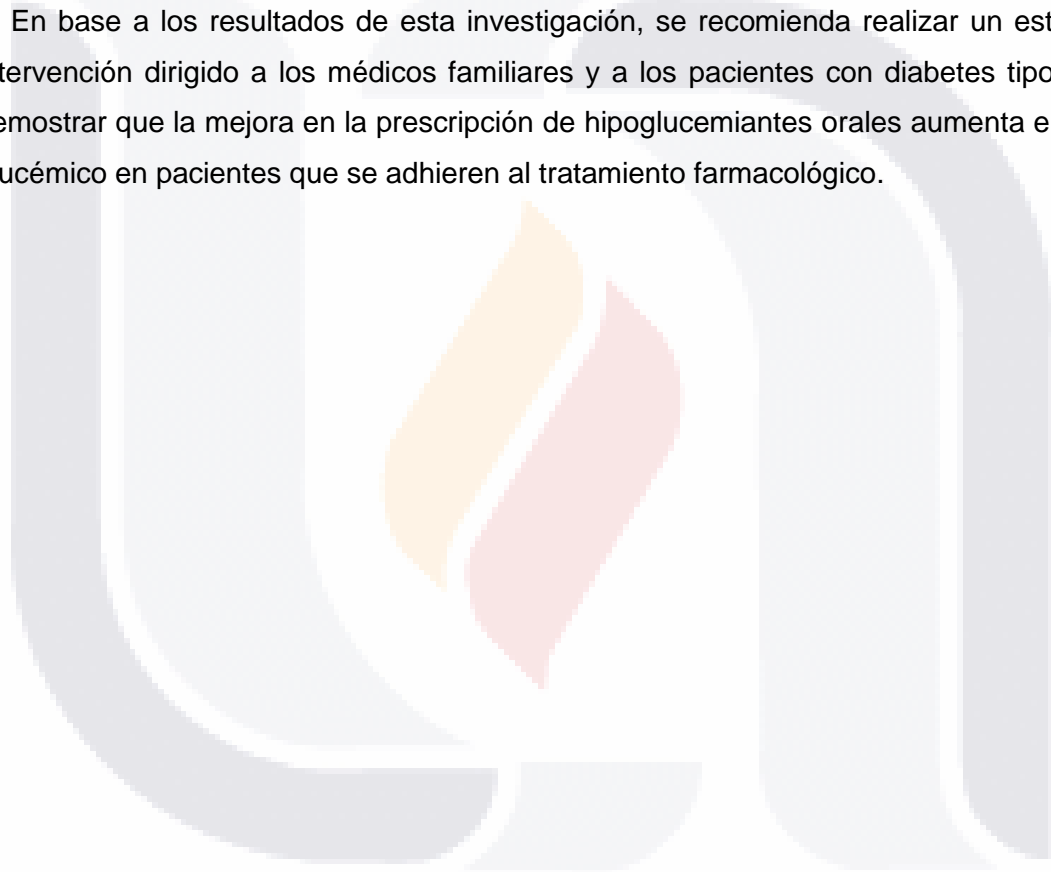 En base a los resultados de esta investigación, se recomienda realizar un est
tervención dirigido a los médicos familiares y a los pacientes con diabetes tipo
emostrar que la mejora en la prescripción de hipoglucemiantes orales aumenta e
ucémico en pacientes que se adhieren al tratamiento farmacológico.